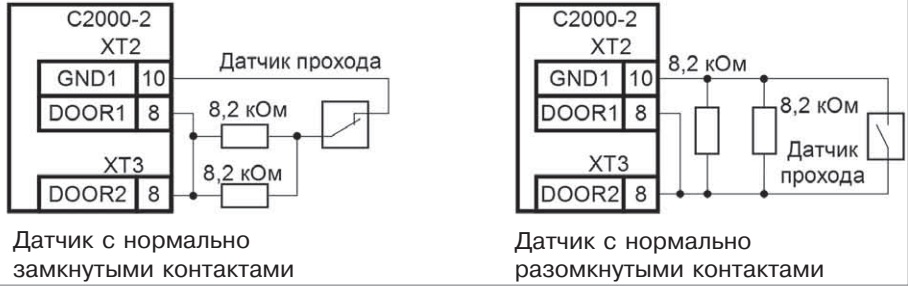 С2000-2
XT2
GND1 10
Датчик прохода
DOOR1 8
8,2 кОм
XT3
8,2 кОм
DOOR2 8
Датчик с нормально
замкнутыми контактами
С2000-2
XT2
GND1 10
8,2 кОм
DOOR1 8
8,2 кОм
XT3
Датчик
прохода
DOOR2 8
Датчик с нормально
разомкнутыми контактами